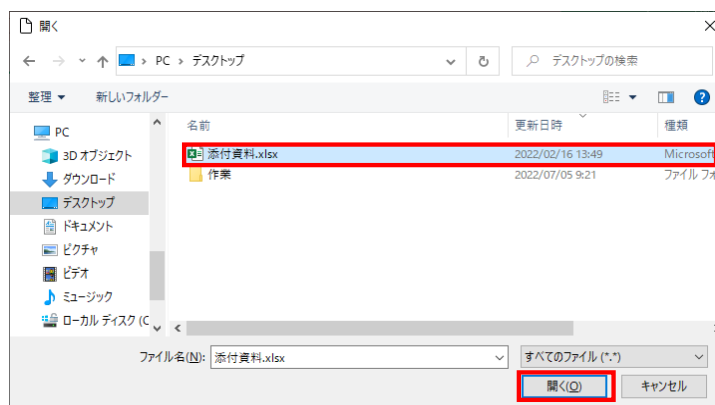 開く
PC › デスクトップ
デスクトップの検索
整理 ▼ 新しいフォルダー
名前 更新日時 種類
PC
3D オブジェクト
ダウンロード
デスクトップ
ドキュメント
ピクチャ
ビデオ
ミュージック
ローカル ディスク (C
添付資料.xlsx 2022/02/16 13:49 Microsoft
作業 2022/07/05 9:21 ファイル フォ
ファイル名(N): 添付資料.xlsx すべてのファイル (*.*)
開く(O) キャンセル